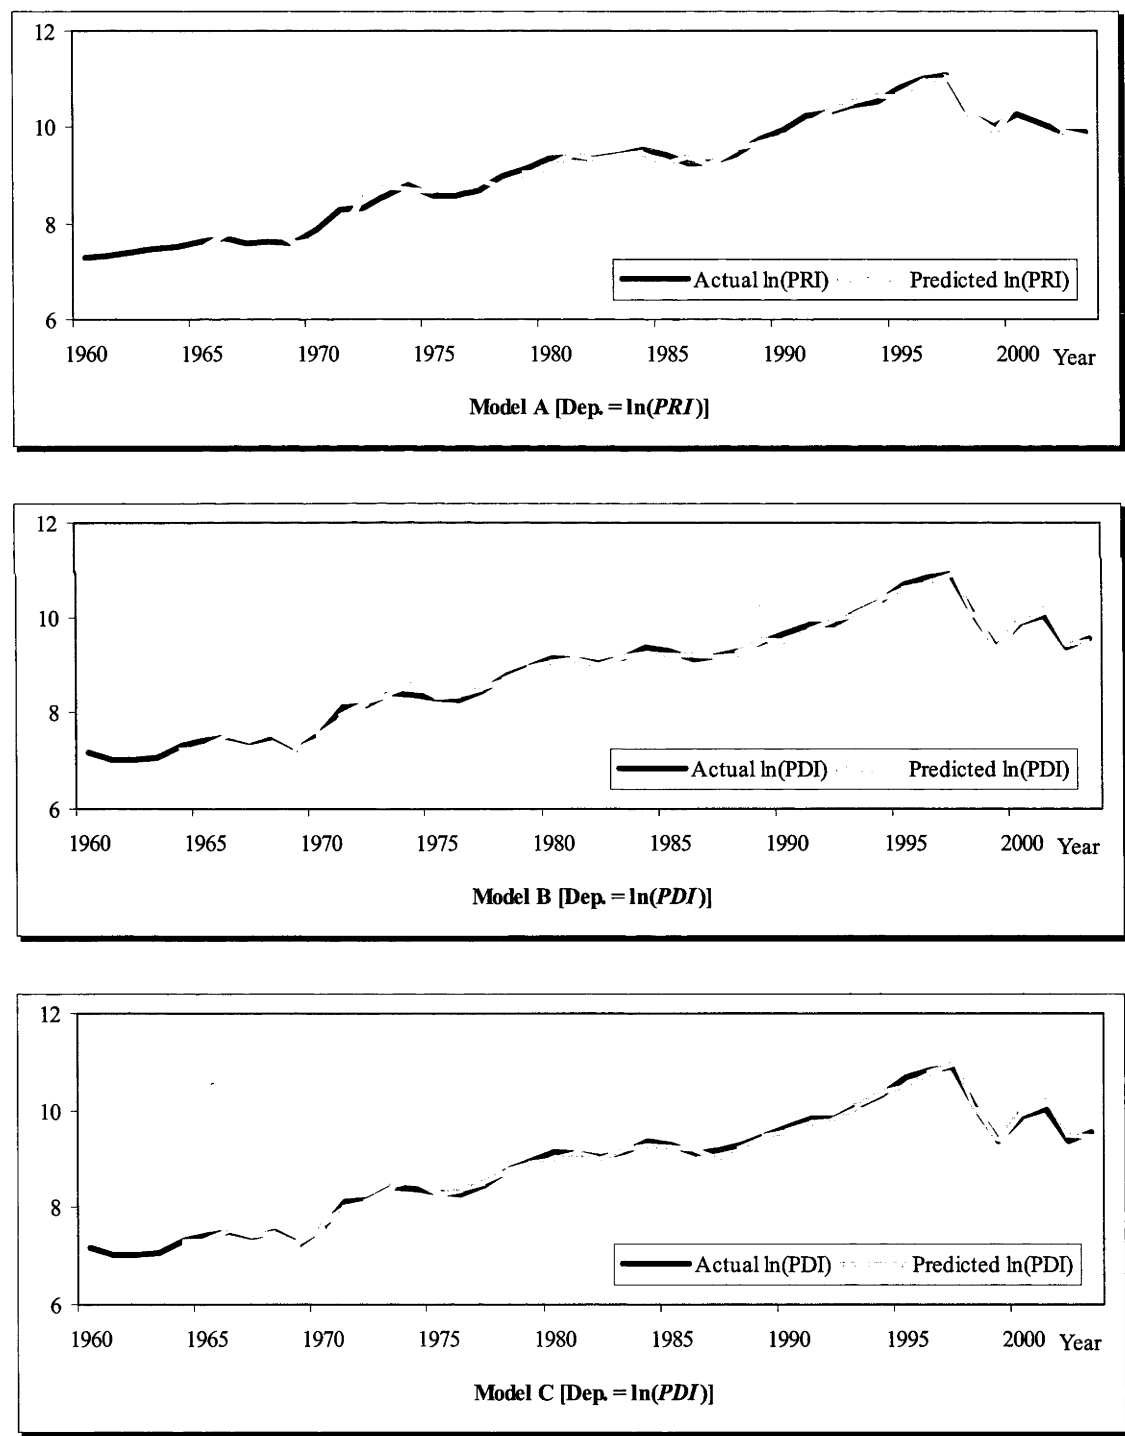 12
10
8
6
Actual ln(PRI) Predicted ln(PRI)
1960 1965 1970 1975 1980 1985 1990 1995 2000 Year
Model A [Dep. = ln(PRI)]
12
10
8
6
Actual ln(PDI) Predicted ln(PDI)
1960 1965 1970 1975 1980 1985 1990 1995 2000 Year
Model B [Dep. = ln(PDI)]
12
10
8
6
Actual ln(PDI) Predicted ln(PDI)
1960 1965 1970 1975 1980 1985 1990 1995 2000 Year
Model C [Dep. = ln(PDI)]